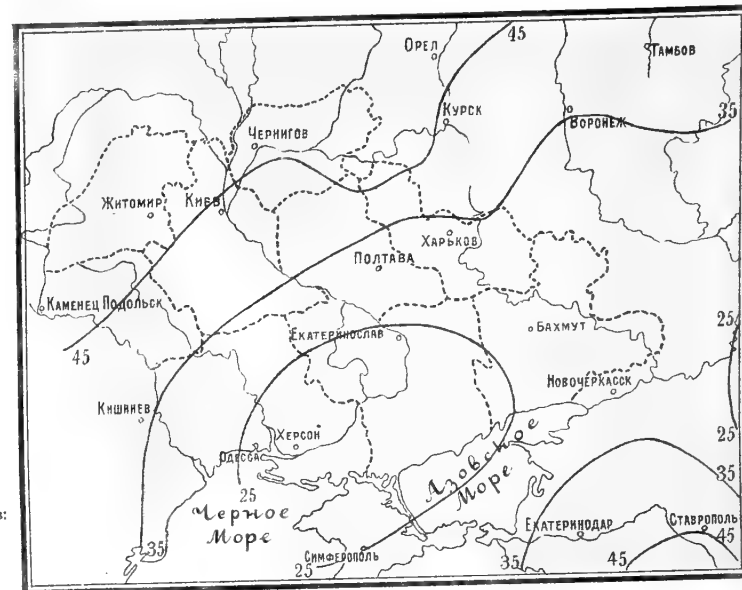 Орел
45
Тамбов
Курск
Воронеж
35
Чернигов
Житомир
Киев
Харьков
Полтава
Каменец Подольск
45
Екатеринослав
Бахмут
25
Новочеркасск
Кишинев
Херсон
Одесса
25
25
Азовское
Море
35
Черное
Море
Екатеринодар
Ставрополь
45
35
Симферополь
25
35
45
в: